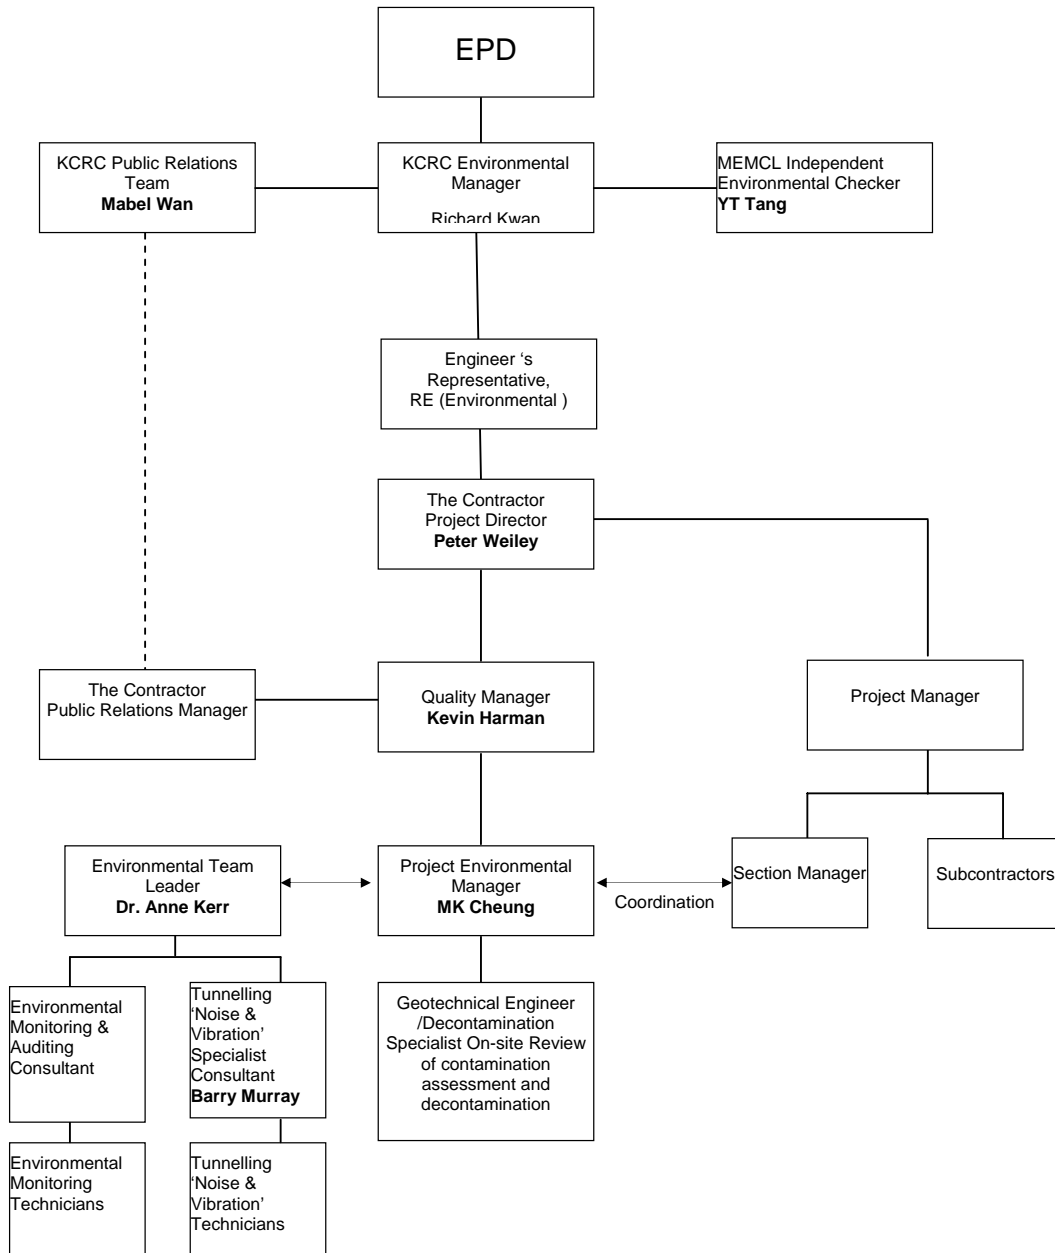 EPD
KCRC Public Relations
Team
Mabel Wan
KCRC Environmental
Manager
Richard Kwan
MEMCL Independent
Environmental Checker
YT Tang
Engineer ‘s
Representative,
RE (Environmental )
The Contractor
Project Director
Peter Weiley
The Contractor
Public Relations Manager
Quality Manager
Kevin Harman
Project Manager
Environmental Team
Leader
Dr. Anne Kerr
Project Environmental
Manager
MK Cheung
Coordination
Section Manager
Subcontractors
Environmental
Monitoring &
Auditing
Consultant
Tunnelling
‘Noise &
Vibration’
Specialist
Consultant
Barry Murray
Geotechnical Engineer
/Decontamination
Specialist On-site Review
of contamination
assessment and
decontamination
Environmental
Monitoring
Technicians
Tunnelling
‘Noise &
Vibration’
Technicians